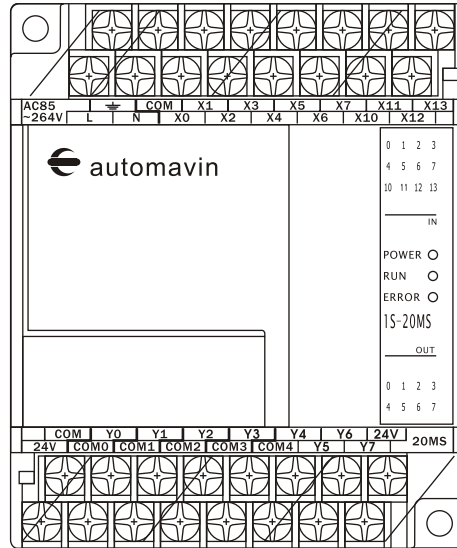 AC85 ⏚ COM X1 X3 X5 X7 X11 X13
~264V L N X0 X2 X4 X6 X10 X12
automavin
0 1 2 3
4 5 6 7
10 11 12 13
IN
POWER
RUN
ERROR
1S-20MS
OUT
0 1 2 3
4 5 6 7
COM Y0 Y1 Y2 Y3 Y4 Y6 24V
24V COM0 COM1 COM2 COM3 COM4 Y5 Y7 20MS